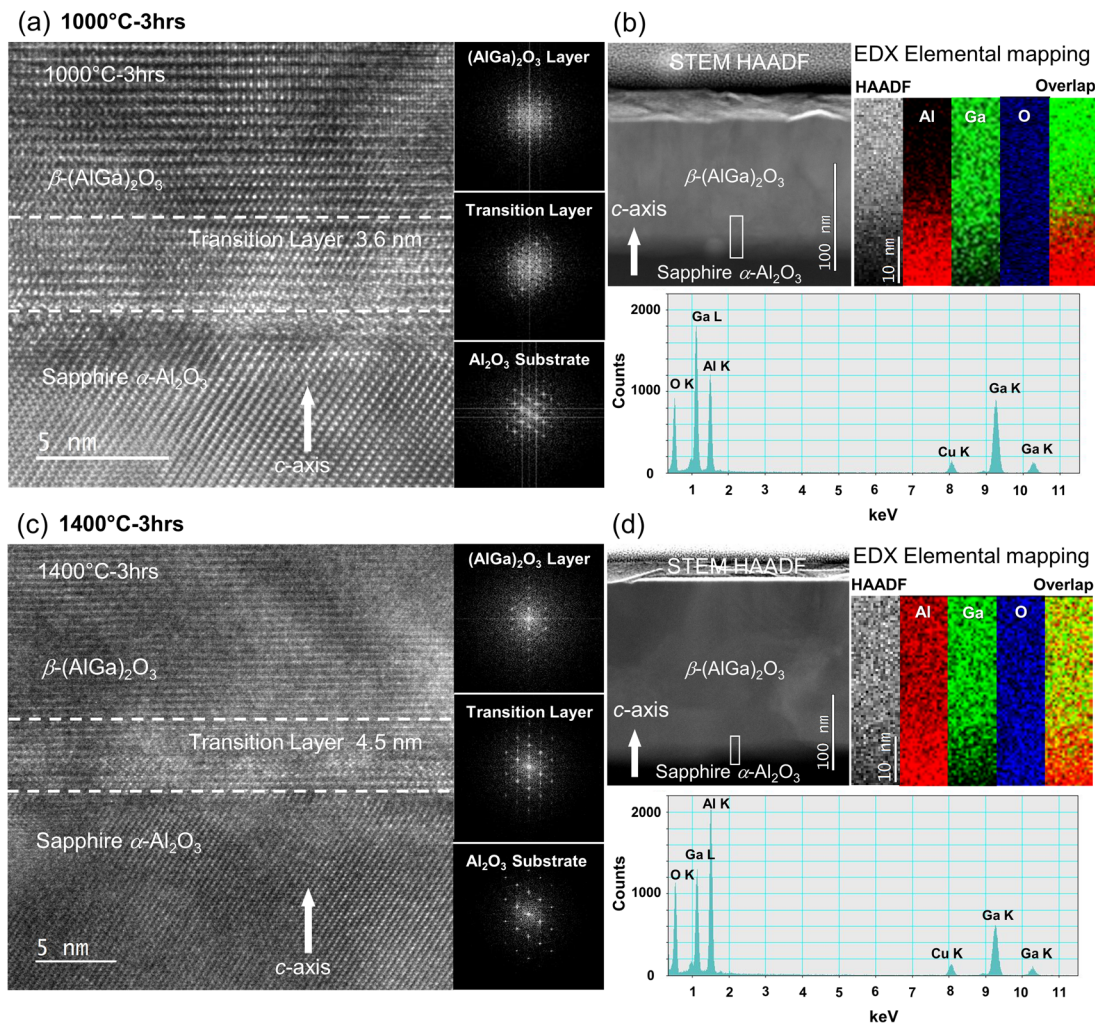 (a) 1000°C-3hrs
1000°C-3hrs
β-(AlGa)₂O₃
Transition Layer 3.6 nm
Sapphire α-Al₂O₃
5 nm
c-axis
(AlGa)₂O₃ Layer
Transition Layer
Al₂O₃ Substrate
(b)
STEM HAADF
β-(AlGa)₂O₃
c-axis
Sapphire α-Al₂O₃
100 nm
EDX Elemental mapping
HAADF
Overlap
Al
Ga
O
10 nm
2000
1000
0
Counts
O K
Ga L
Al K
Cu K
Ga K
Ga K
1 2 3 4 5 6 7 8 9 10 11
keV
(c) 1400°C-3hrs
1400°C-3hrs
β-(AlGa)₂O₃
Transition Layer 4.5 nm
Sapphire α-Al₂O₃
5 nm
c-axis
(AlGa)₂O₃ Layer
Transition Layer
Al₂O₃ Substrate
(d)
STEM HAADF
β-(AlGa)₂O₃
c-axis
Sapphire α-Al₂O₃
100 nm
EDX Elemental mapping
HAADF
Overlap
Al
Ga
O
10 nm
2000
1000
0
Counts
Al K
Ga L
O K
Cu K
Ga K
Ga K
1 2 3 4 5 6 7 8 9 10 11
keV